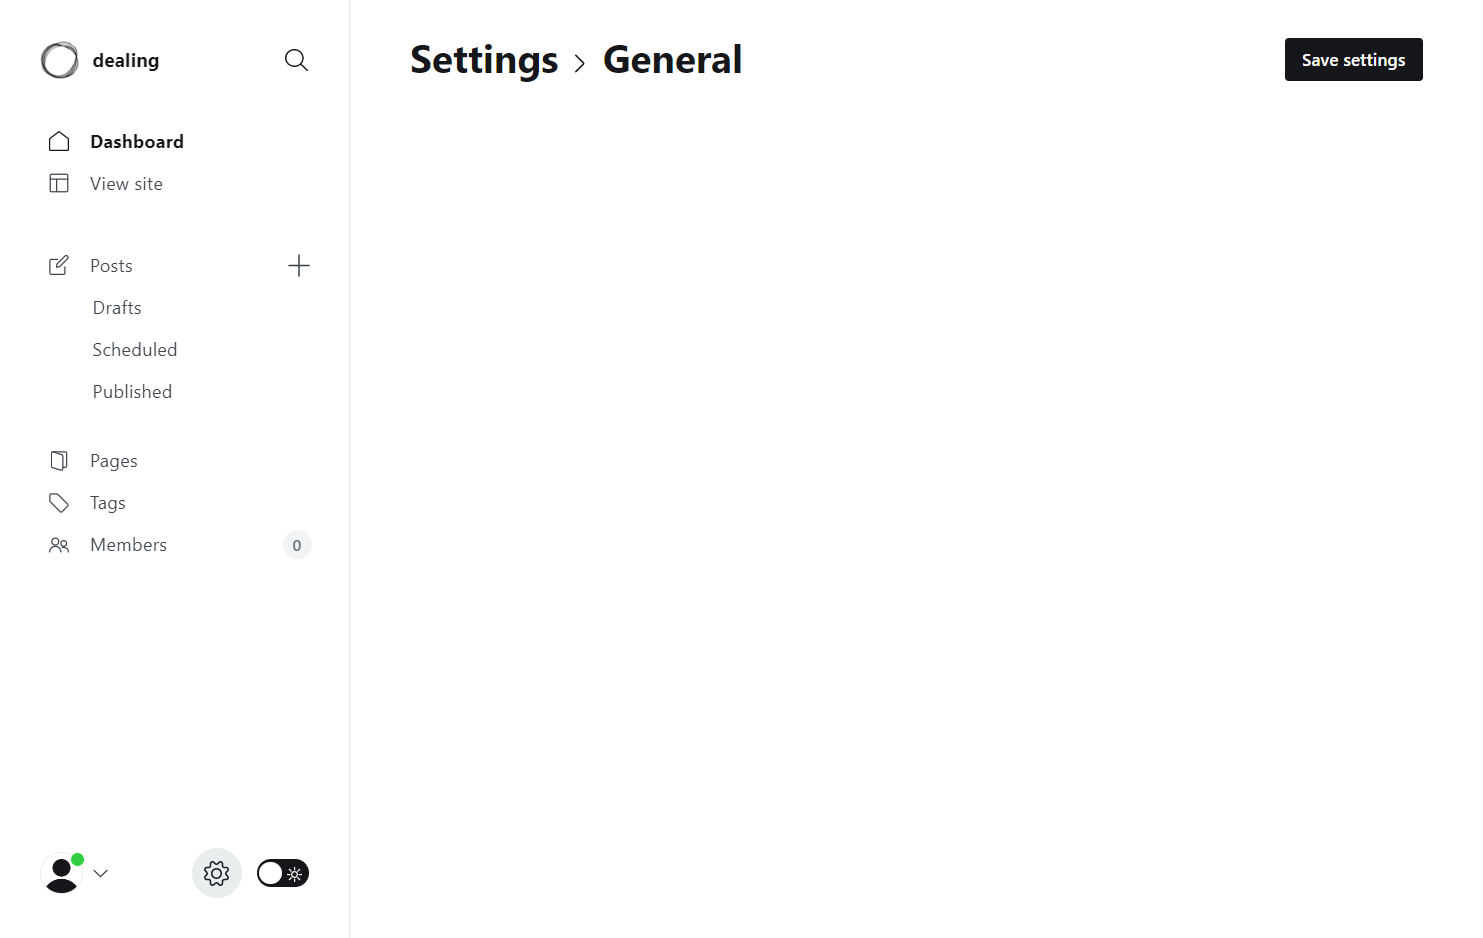 dealing
Settings > General
Save settings
Dashboard
View site
Posts
Drafts
Scheduled
Published
Pages
Tags
Members 0